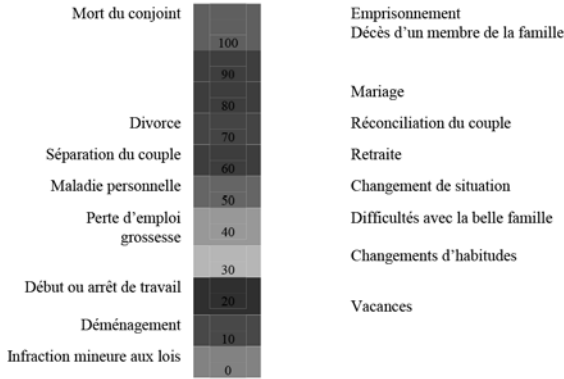 Mort du conjoint
Emprisonnement
Décès d’un membre de la famille
100
90
Mariage
80
Divorce
70
Réconciliation du couple
Séparation du couple
60
Retraite
Maladie personnelle
50
Changement de situation
Perte d’emploi
grossesse
40
Difficultés avec la belle famille
30
Changements d’habitudes
Début ou arrêt de travail
20
Vacances
Déménagement
10
Infraction mineure aux lois
0